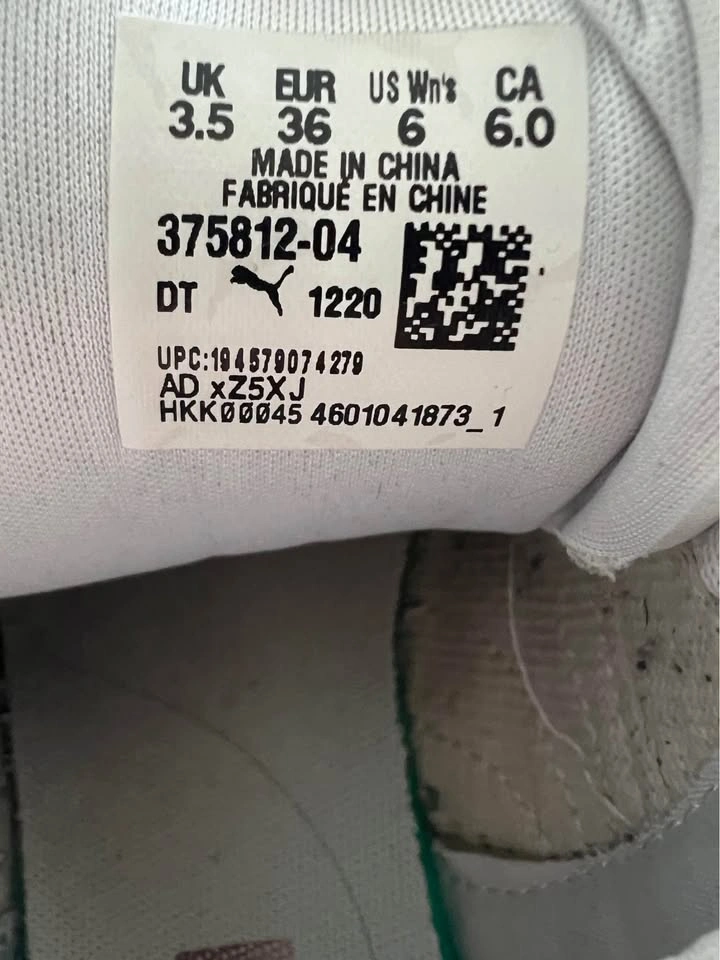 UK EUR US Wn's CA
3.5 36 6 6.0
MADE IN CHINA
FABRIQUÉ EN CHINE
375812-04
DT 1220
UPC:194579074279
AD xZ5XJ
HKK00045 4601041873_1